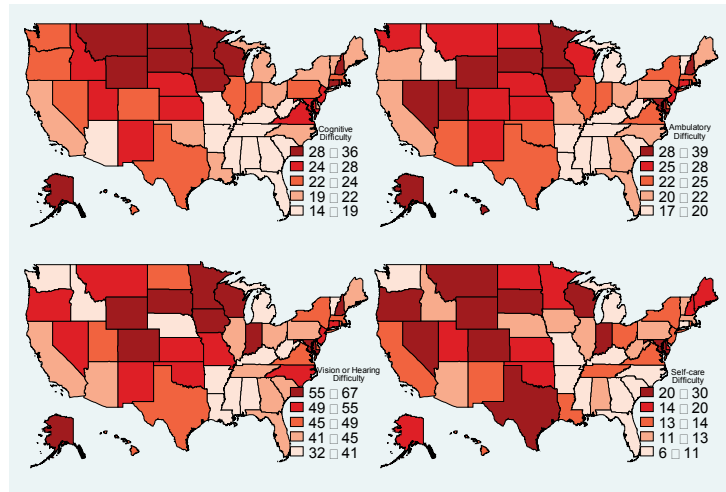 Cognitive
Difficulty
28 □ 36
24 □ 28
22 □ 24
19 □ 22
14 □ 19
Ambulatory
Difficulty
28 □ 39
25 □ 28
22 □ 25
20 □ 22
17 □ 20
Vision or Hearing
Difficulty
55 □ 67
49 □ 55
45 □ 49
41 □ 45
32 □ 41
Self-care
Difficulty
20 □ 30
14 □ 20
13 □ 14
11 □ 13
6 □ 11